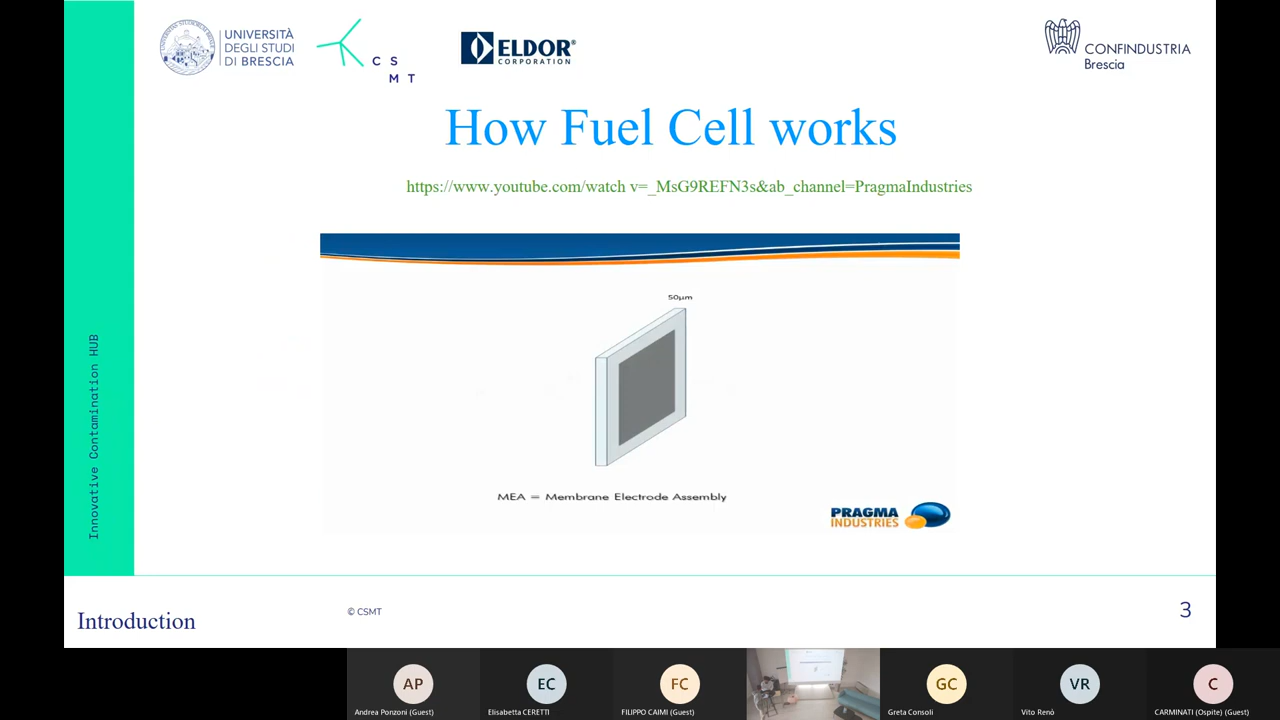 UNIVERSITÀ
DEGLI STUDI
DI BRESCIA
C S
M T
ELDOR®
CORPORATION
CONFINDUSTRIA
Brescia
How Fuel Cell works
https://www.youtube.com/watch v=_MsG9REFN3s&ab_channel=PragmaIndustries
50µm
MEA = Membrane Electrode Assembly
PRAGMA
INDUSTRIES
Innovative Contamination HUB
Introduction
© CSMT
3
AP
Andrea Ponzoni (Guest)
EC
Elisabetta CERETTI
FC
FILIPPO CAIMI (Guest)
GC
Greta Consoli
VR
Vito Renò
C
CARMINATI (Ospite) (Guest)